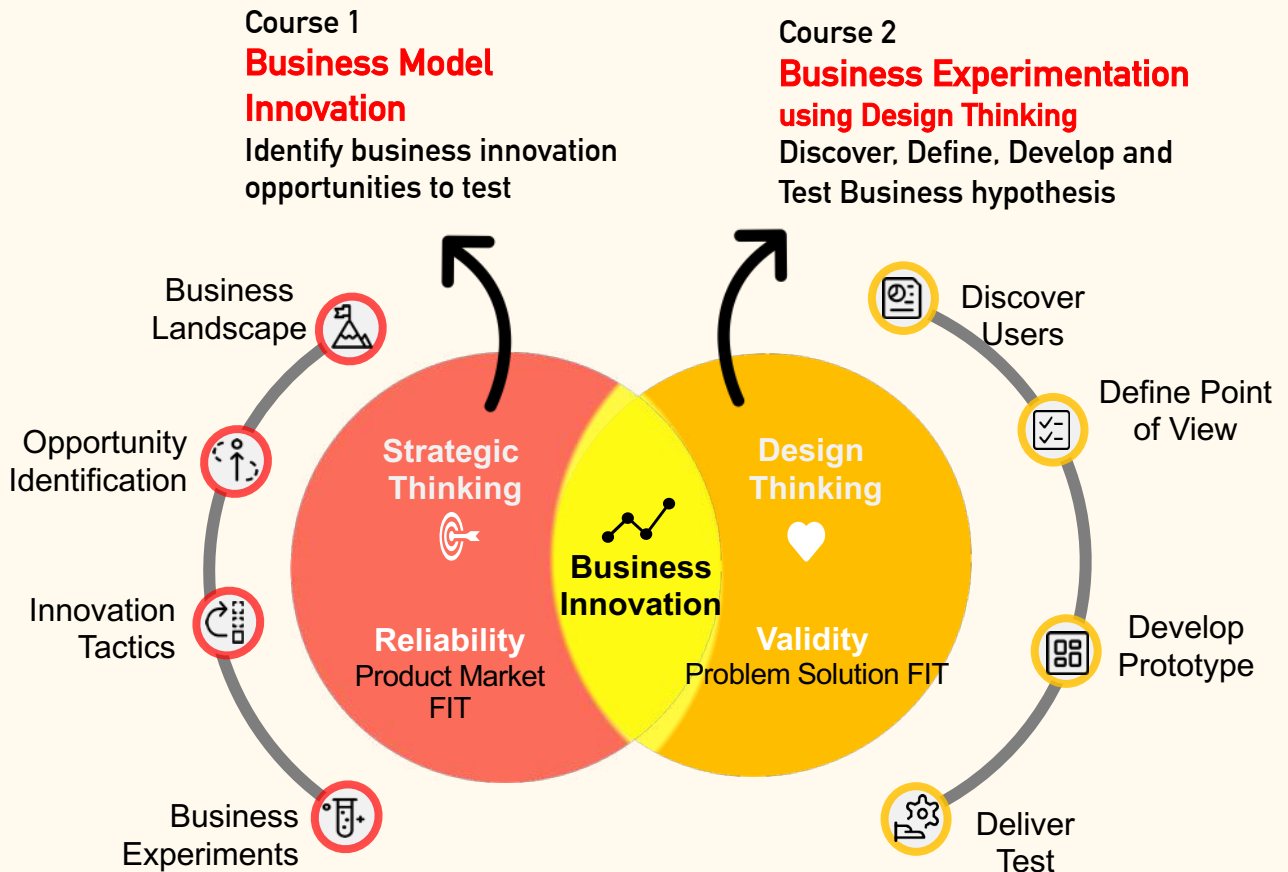 Course 1
Business Model
Innovation
Identify business innovation
opportunities to test
Course 2
Business Experimentation
using Design Thinking
Discover, Define, Develop and
Test Business hypothesis
Business
Landscape
Opportunity
Identification
Innovation
Tactics
Business
Experiments
Strategic
Thinking
Reliability
Product Market
FIT
Business
Innovation
Design
Thinking
Validity
Problem Solution FIT
Discover
Users
Define Point
of View
Develop
Prototype
Deliver
Test